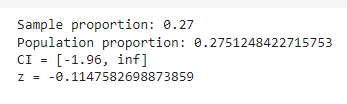 Sample proportion: 0.27
Population proportion: 0.2751248422715753
CI = [-1.96, inf]
z = -0.1147582698873859